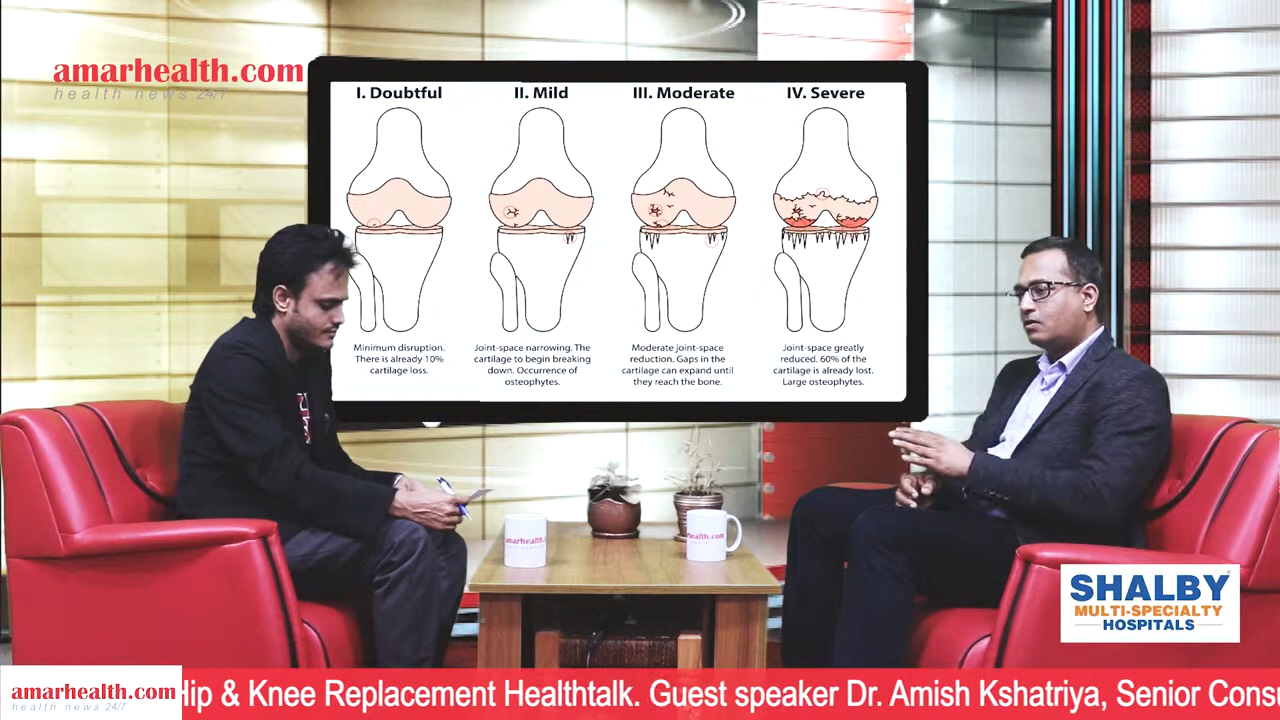 amarhealth.com
health news 24/7
I. Doubtful
II. Mild
III. Moderate
IV. Severe
Minimum disruption.
There is already 10%
cartilage loss.
Joint-space narrowing. The
cartilage to begin breaking
down. Occurrence of
osteophytes.
Moderate joint-space
reduction. Gaps in the
cartilage can expand until
they reach the bone.
Joint-space greatly
reduced. 60% of the
cartilage is already lost.
Large osteophytes.
amarhealth.
health.com
SHALBY
MULTI-SPECIALTY
HOSPITALS
amarhealth.com
health news 24/7
Hip & Knee Replacement Healthtalk. Guest speaker Dr. Amish Kshatriya, Senior Cons